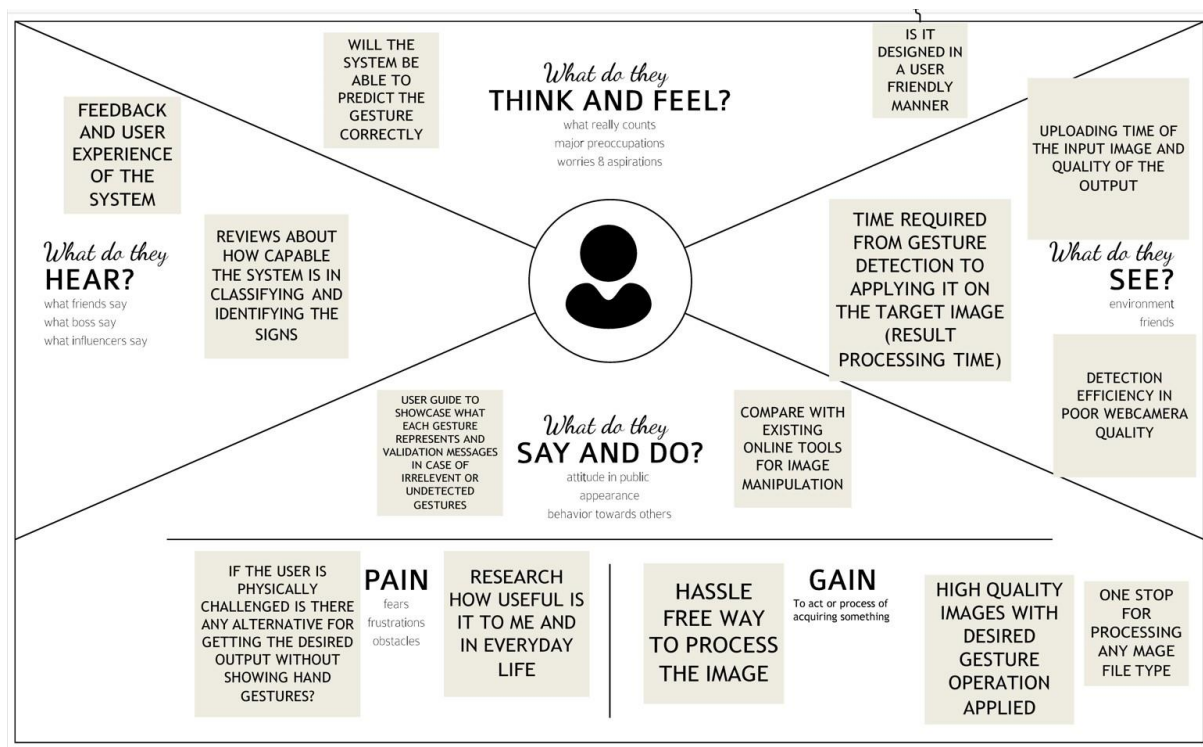 WILL THE
SYSTEM BE
ABLE TO
PREDICT THE
GESTURE
CORRECTLY
What do they
THINK AND FEEL?
what really counts
major preoccupations
worries & aspirations
IS IT
DESIGNED IN
A USER
FRIENDLY
MANNER
FEEDBACK
AND USER
EXPERIENCE
OF THE
SYSTEM
What do they
HEAR?
what friends say
what boss say
what influencers say
REVIEWS ABOUT
HOW CAPABLE
THE SYSTEM IS IN
CLASSIFYING AND
IDENTIFYING THE
SIGNS
TIME REQUIRED
FROM GESTURE
DETECTION TO
APPLYING IT ON
THE TARGET IMAGE
(RESULT
PROCESSING TIME)
UPLOADING TIME OF
THE INPUT IMAGE AND
QUALITY OF THE
OUTPUT
What do they
SEE?
environment
friends
DETECTION
EFFICIENCY IN
POOR WEBCAMERA
QUALITY
USER GUIDE TO
SHOWCASE WHAT
EACH GESTURE
REPRESENTS AND
VALIDATION MESSAGES
IN CASE OF
IRRELEVENT OR
UNDETECTED
GESTURES
What do they
SAY AND DO?
attitude in public
appearance
behavior towards others
COMPARE WITH
EXISTING
ONLINE TOOLS
FOR IMAGE
MANIPULATION
IF THE USER IS
PHYSICALLY
CHALLENGED IS THERE
ANY ALTERNATIVE FOR
GETTING THE DESIRED
OUTPUT WITHOUT
SHOWING HAND
GESTURES?
PAIN
fears
frustrations
obstacles
RESEARCH
HOW USEFUL IS
IT TO ME AND
IN EVERYDAY
LIFE
HASSLE
FREE WAY
TO PROCESS
THE IMAGE
GAIN
To act or process of
acquiring something
HIGH QUALITY
IMAGES WITH
DESIRED
GESTURE
OPERATION
APPLIED
ONE STOP
FOR
PROCESSING
ANY MAGE
FILE TYPE